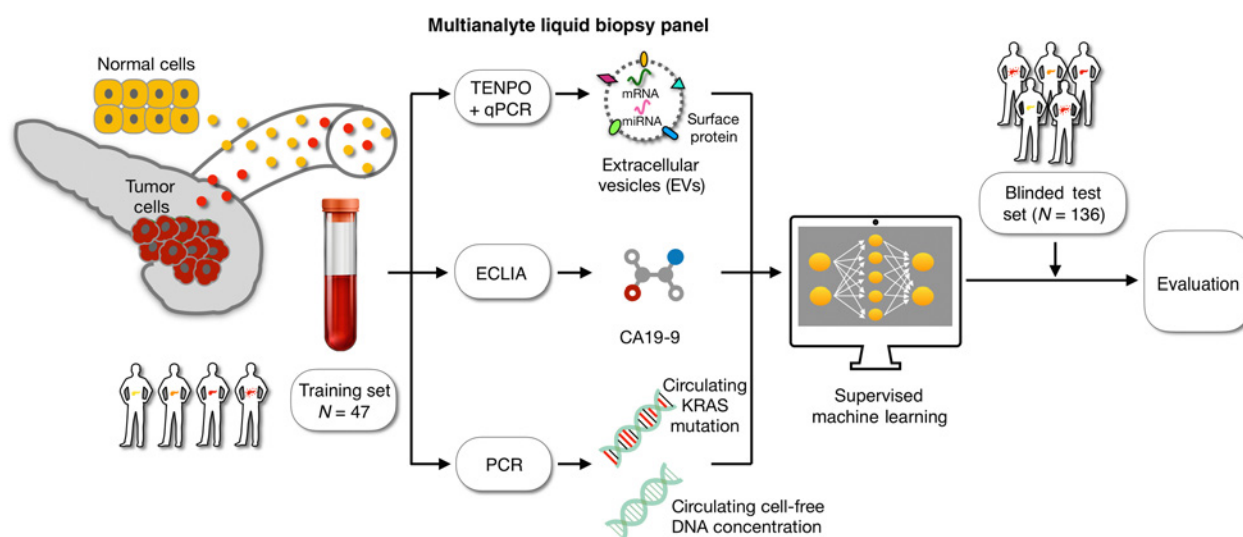 Multianalyte liquid biopsy panel
Normal cells
Tumor
cells
Training set
N = 47
TENPO
+ qPCR
mRNA
miRNA
Surface
protein
Extracellular
vesicles (EVs)
ECLIA
CA19-9
PCR
Circulating
KRAS
mutation
Circulating cell-free
DNA concentration
Supervised
machine learning
Blinded test
set (N = 136)
Evaluation